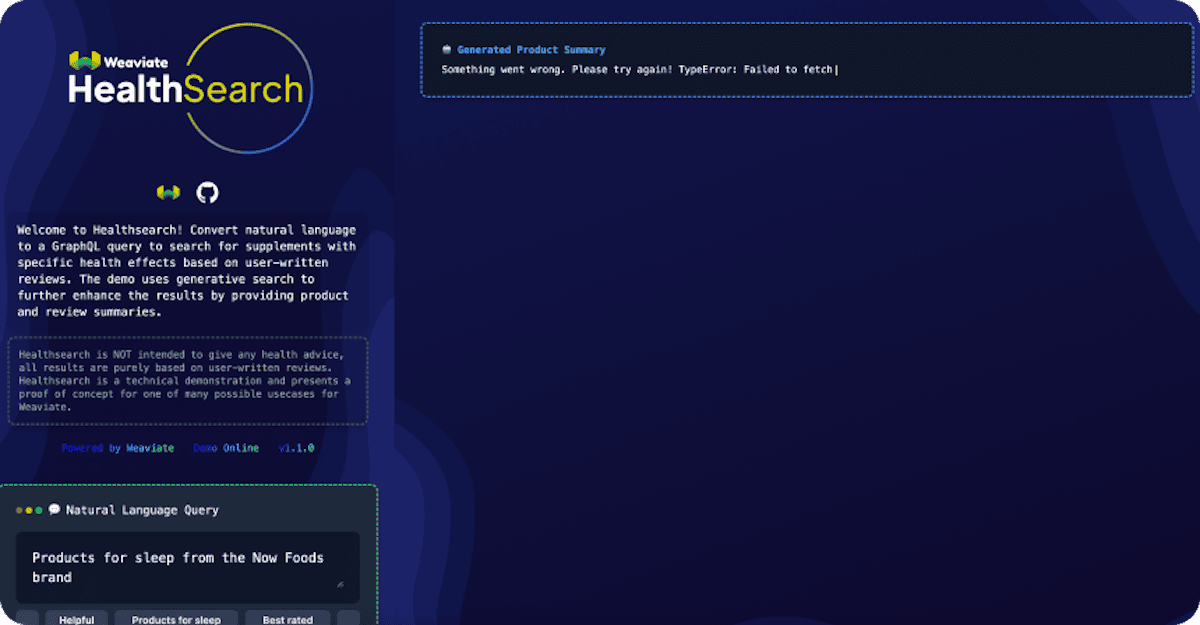 Weaviate
HealthSearch
Welcome to Healthsearch! Convert natural language
to a GraphQL query to search for supplements with
specific health effects based on user-written
reviews. The demo uses generative search to
further enhance the results by providing product
and review summaries.
Healthsearch is NOT intended to give any health advice,
all results are purely based on user-written reviews.
Healthsearch is a technical demonstration and presents a
proof of concept for one of many possible usecases for
Weaviate.
Powered by Weaviate Demo Online v1.1.0
Natural Language Query
Products for sleep from the Now Foods
brand
Helpful Products for sleep Best rated
Generated Product Summary
Something went wrong. Please try again! TypeError: Failed to fetch|